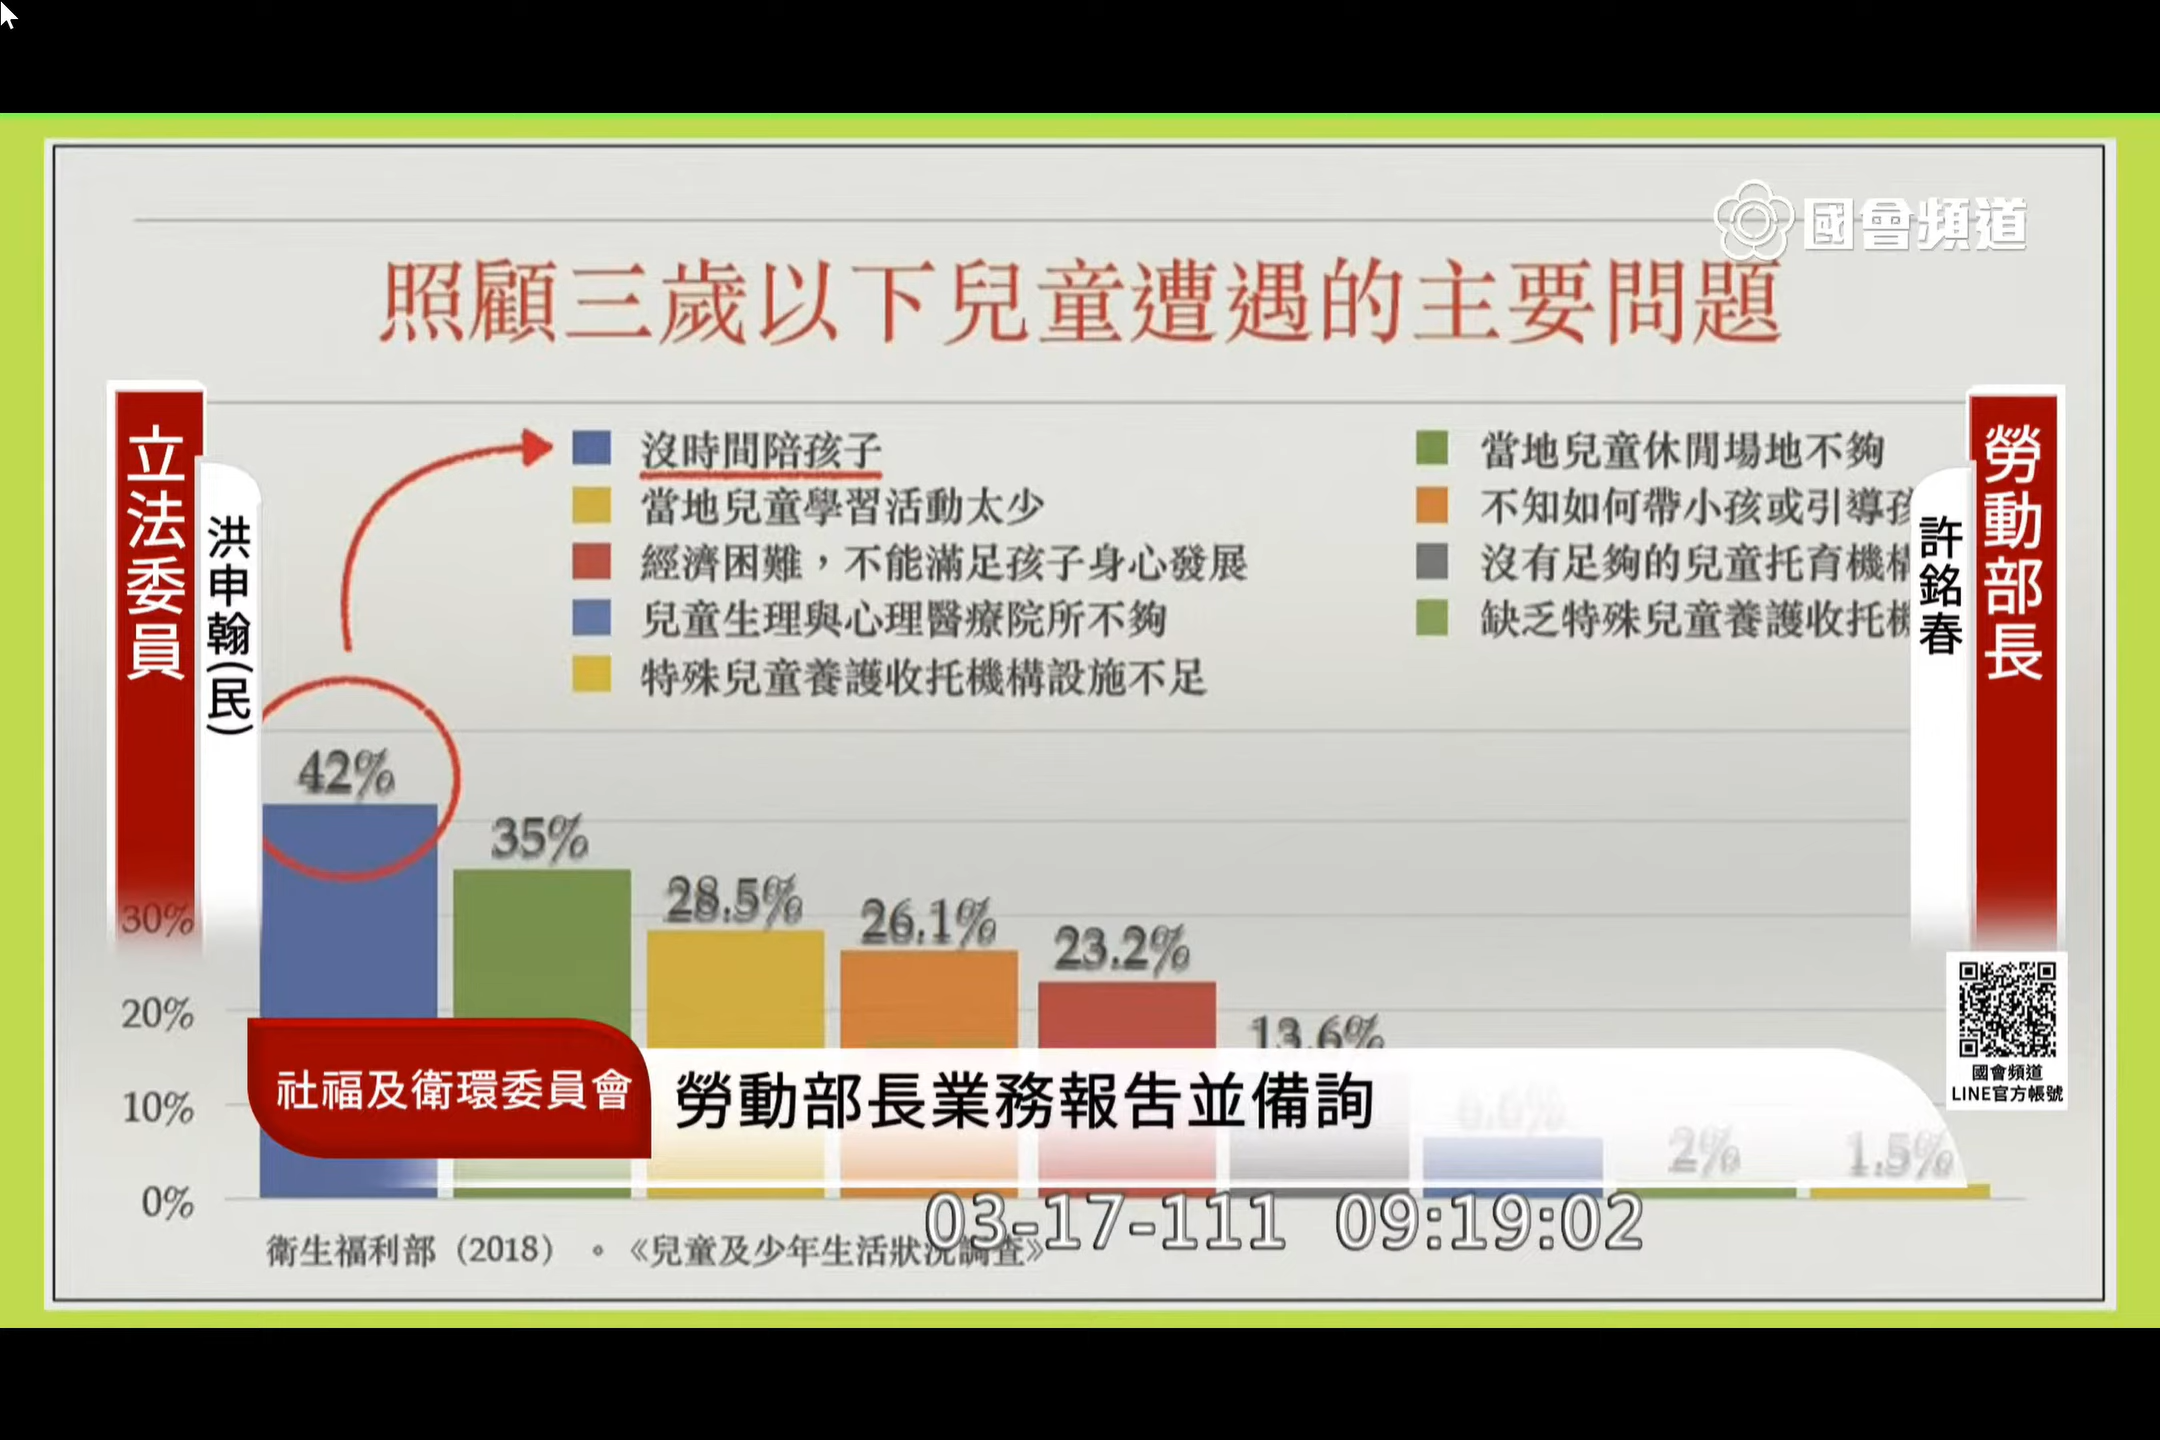 國會頻道
照顧三歲以下兒童遭遇的主要問題
立法委員
洪申翰(民)
勞動部長
許銘春
沒時間陪孩子
當地兒童休閒場地不夠
當地兒童學習活動太少
不知如何帶小孩或引導孩
經濟困難，不能滿足孩子身心發展
沒有足夠的兒童托育機構
兒童生理與心理醫療院所不夠
缺乏特殊兒童養護收托機
特殊兒童養護收托機構設施不足
42%
35%
28.5%
26.1%
23.2%
13.6%
6.6%
2%
1.5%
30%
20%
10%
0%
社福及衛環委員會
勞動部長業務報告並備詢
國會頻道
LINE官方帳號
03-17-111 09:19:02
衛生福利部（2018）。《兒童及少年生活狀況調查》